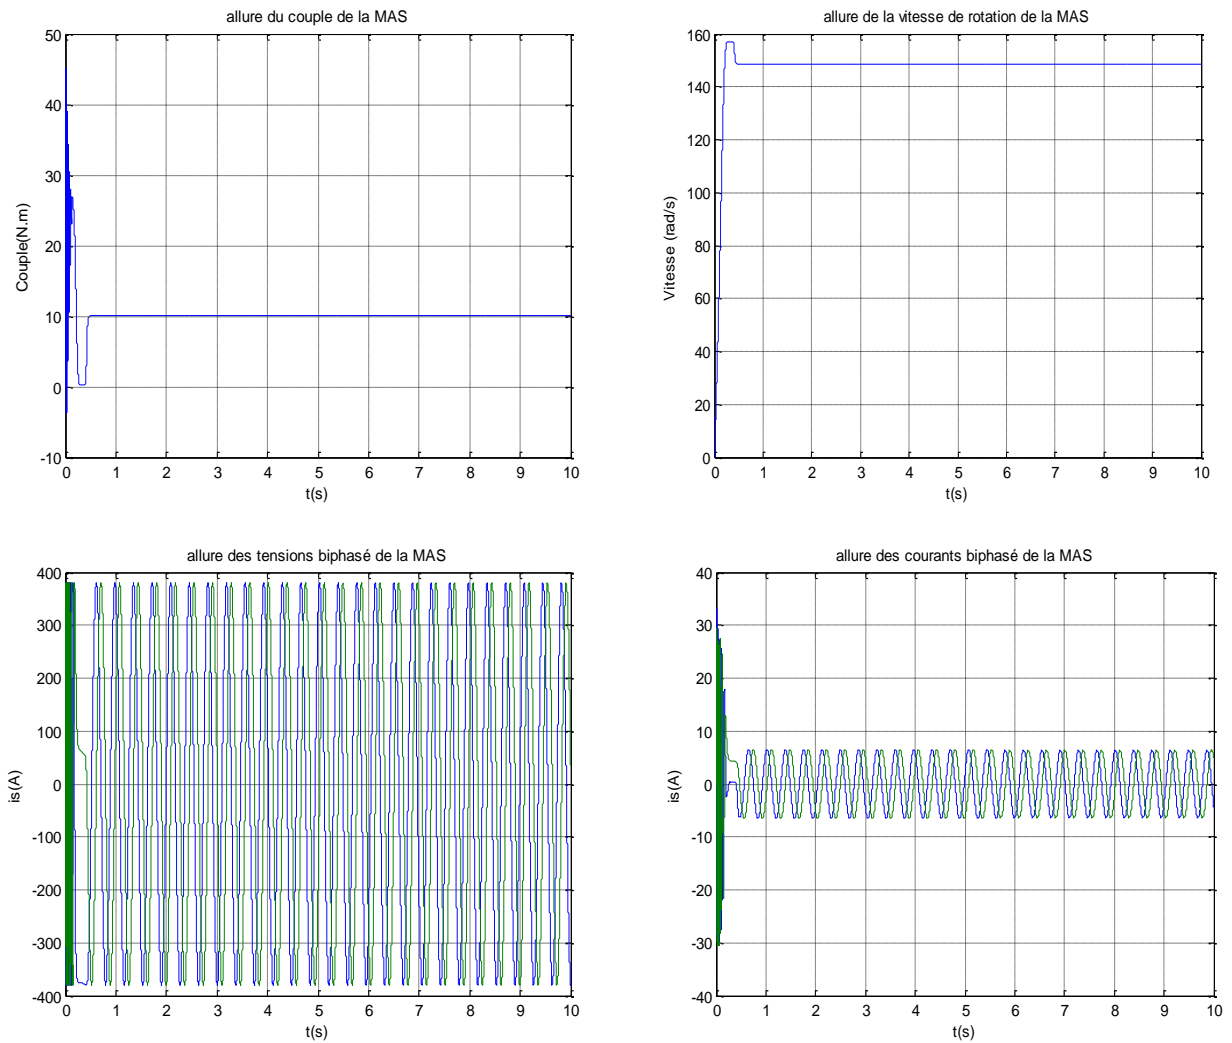 allure du couple de la MAS
50
40
30
20
10
0
-10
Couple(N.m)
0 1 2 3 4 5 6 7 8 9 10
t(s)
allure de la vitesse de rotation de la MAS
160
140
120
100
80
60
40
20
0
Vitesse (rad/s)
0 1 2 3 4 5 6 7 8 9 10
t(s)
allure des tensions biphasé de la MAS
400
300
200
100
0
-100
-200
-300
-400
is(A)
0 1 2 3 4 5 6 7 8 9 10
t(s)
allure des courants biphasé de la MAS
40
30
20
10
0
-10
-20
-30
-40
is(A)
0 1 2 3 4 5 6 7 8 9 10
t(s)